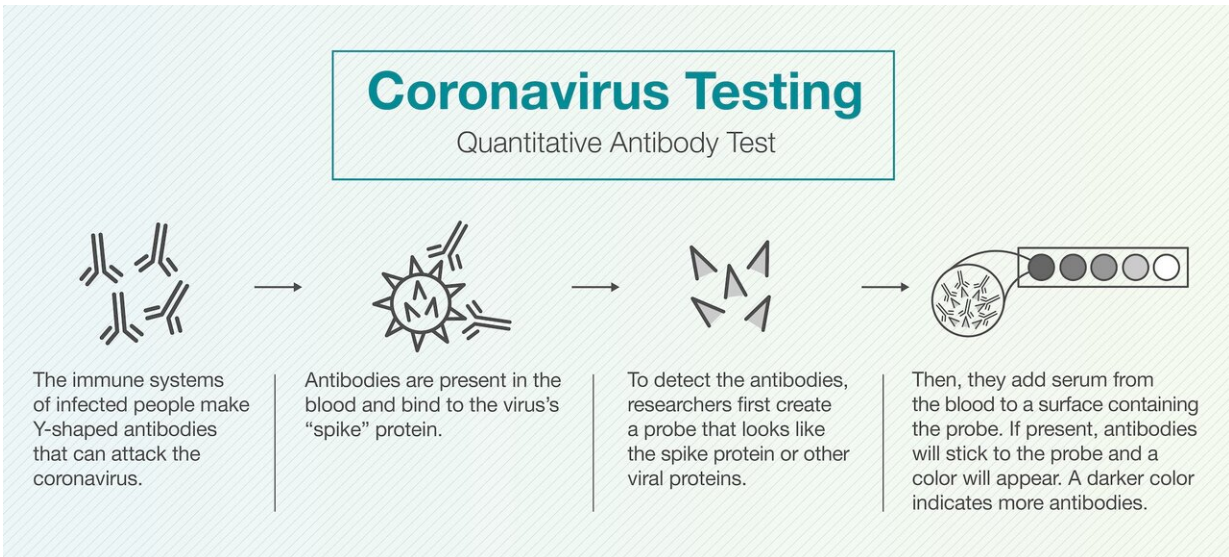 Coronavirus Testing
Quantitative Antibody Test
The immune systems
of infected people make
Y-shaped antibodies
that can attack the
coronavirus.
Antibodies are present in the
blood and bind to the virus’s
“spike” protein.
To detect the antibodies,
researchers first create
a probe that looks like
the spike protein or other
viral proteins.
Then, they add serum from
the blood to a surface containing
the probe. If present, antibodies
will stick to the probe and a
color will appear. A darker color
indicates more antibodies.